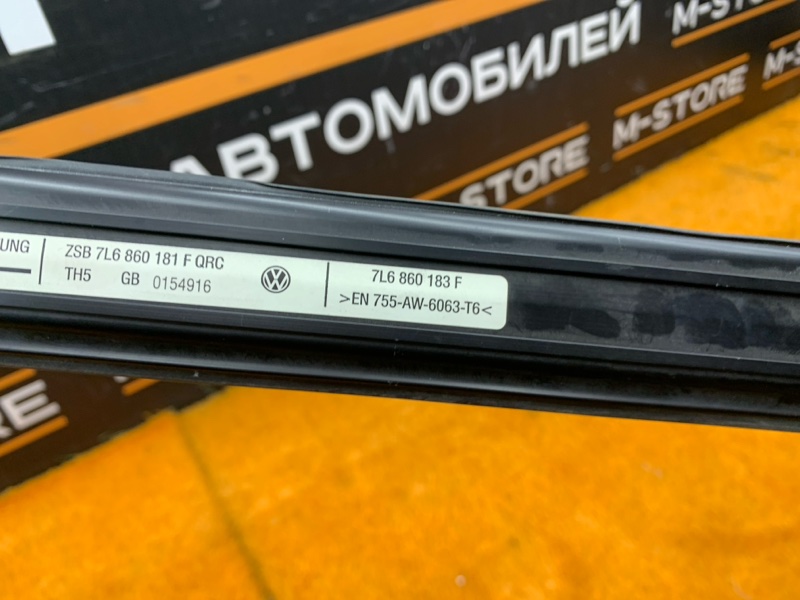 АВТОМОБИЛЕЙ
M-STORE
M-STORE
M-STORE
UNG
ZSB 7L6 860 181 F QRC
TH5 GB 0154916
7L6 860 183 F
>EN 755-AW-6063-T6<